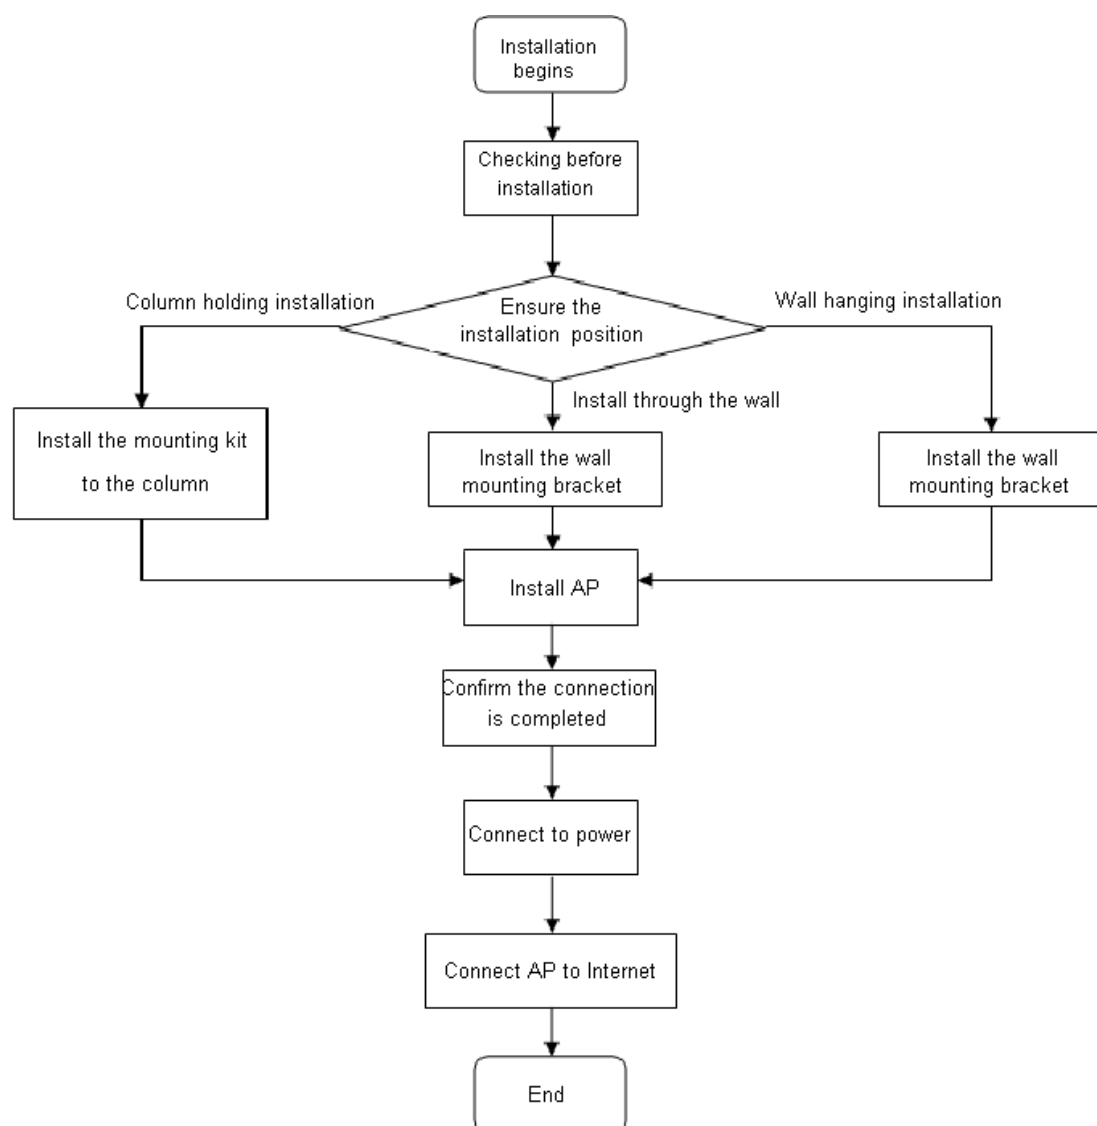 Installation
begins
Checking before
installation
Column holding installation
Ensure the
installation position
Wall hanging installation
Install through the wall
Install the mounting kit
to the column
Install the wall
mounting bracket
Install the wall
mounting bracket
Install AP
Confirm the connection
is completed
Connect to power
Connect AP to Internet
End